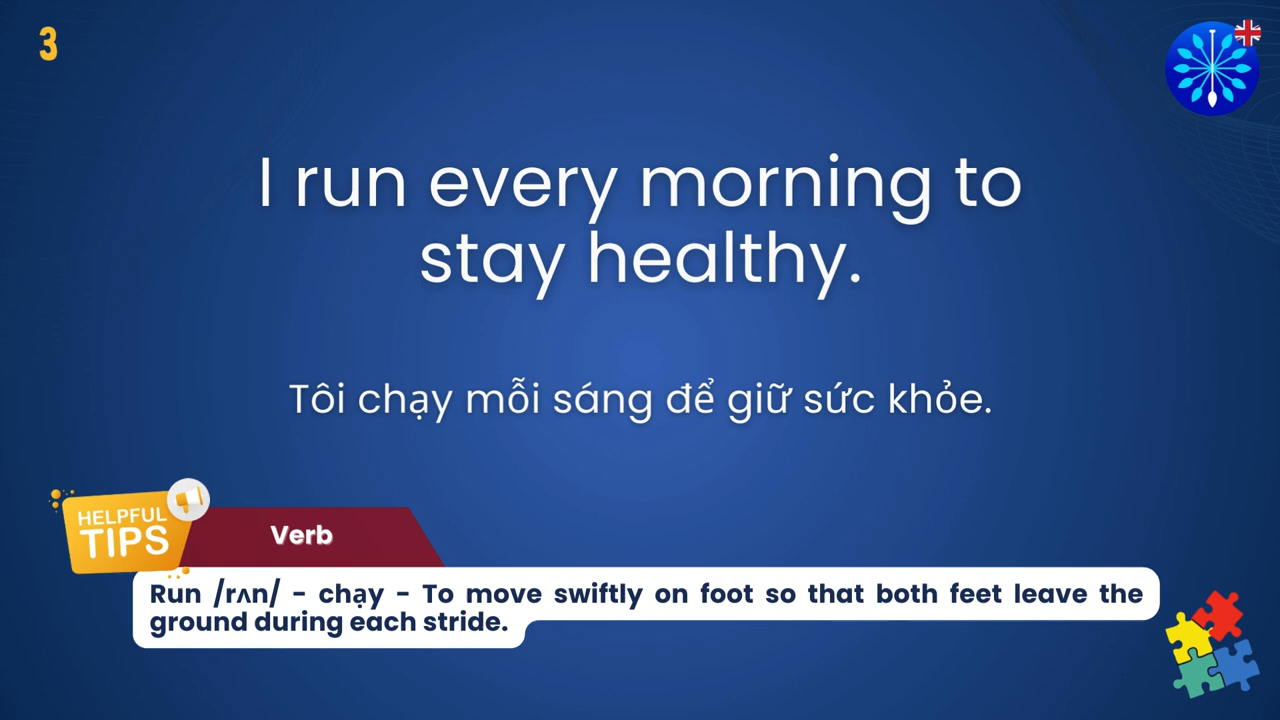 3
I run every morning to
stay healthy.
Tôi chạy mỗi sáng để giữ sức khỏe.
HELPFUL
TIPS
Verb
Run /rʌn/ - chạy - To move swiftly on foot so that both feet leave the
ground during each stride.